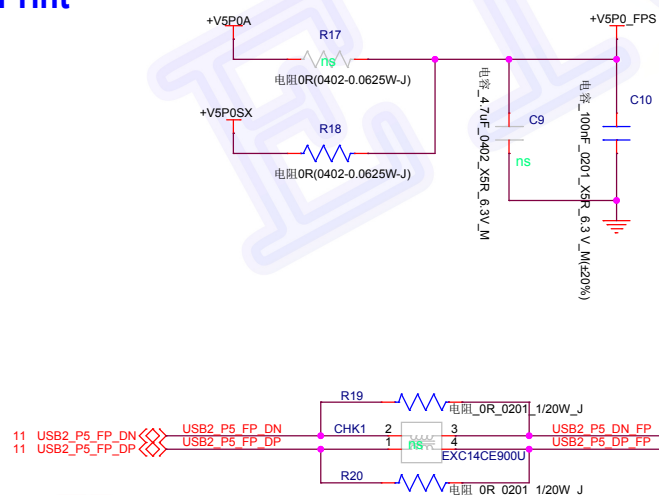 +V5P0A
R17
ns
电阻0R(0402-0.0625W-J)
+V5P0SX
R18
电阻0R(0402-0.0625W-J)
+V5P0_FPS
电容_4.7uF_0402_X5R_6.3V_M
C9
ns
电容_100nF_0201_X5R_6.3 V_M(±20%)
C10
R19
电阻_0R_0201_1/20W_J
11 USB2_P5_FP_DN
USB2_P5_FP_DN
CHK1
2
3
USB2_P5_DN_FP
11 USB2_P5_FP_DP
USB2_P5_FP_DP
1
ns
4
USB2_P5_DP_FP
EXC14CE900U
R20
电阻_0R_0201_1/20W_J